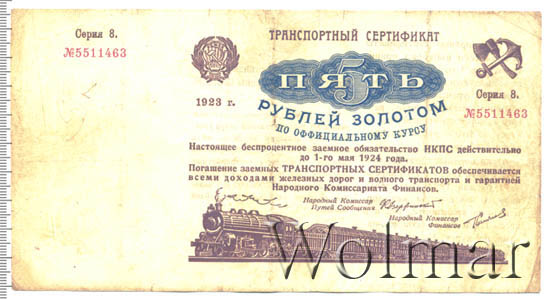 Серия 8.
№5511463
ТРАНСПОРТНЫЙ СЕРТИФИКАТ
1923 г.
5
ПЯТЬ
РУБЛЕЙ ЗОЛОТОМ
ПО ОФИЦИАЛЬНОМУ КУРСУ
Серия 8.
№5511463
Настоящее беспроцентное заемное обязательство НКПС действительно
до 1-го мая 1924 года.
Погашение заемных ТРАНСПОРТНЫХ СЕРТИФИКАТОВ обеспечивается
всеми доходами железных дорог и водного транспорта и гарантией
Народного Комиссариата Финансов.
Народный Комиссар
Путей Сообщения
Народный Комиссар
Финансов
Wolmar